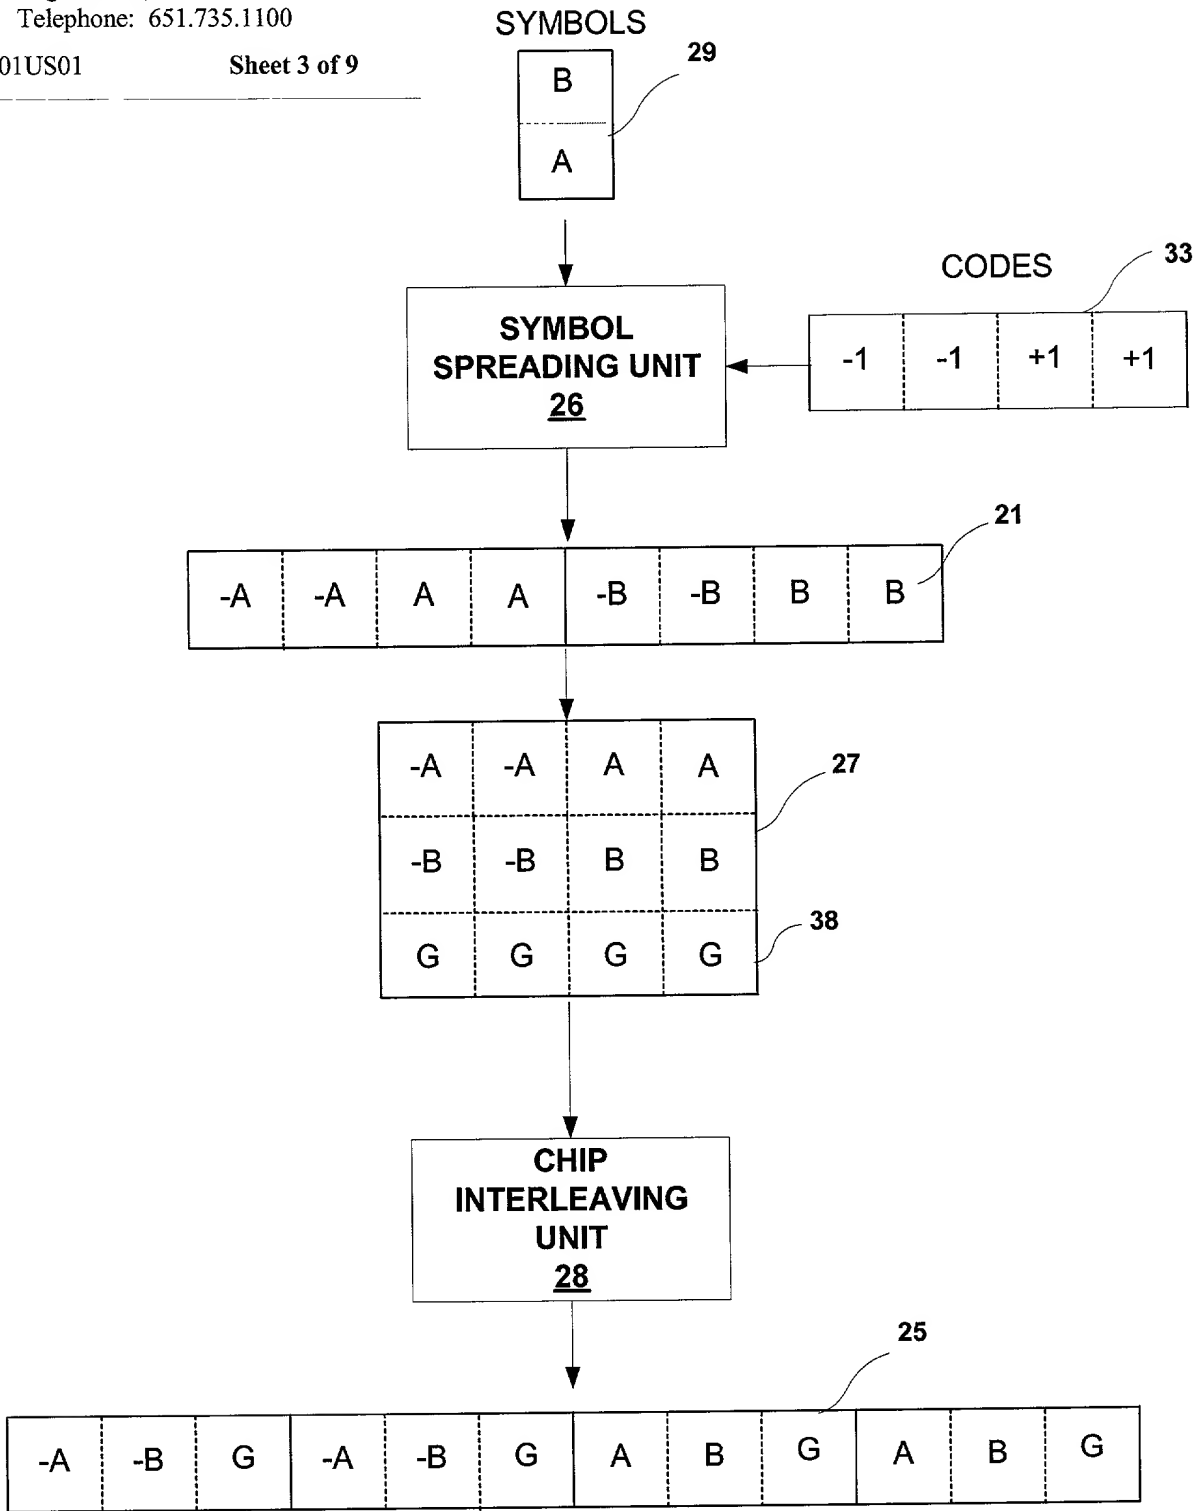 Telephone: 651.735.1100
01US01 Sheet 3 of 9
SYMBOLS
29
B
A
CODES
33
-1 -1 +1 +1
SYMBOL
SPREADING UNIT
26
21
-A -A A A -B -B B B
-A -A A A
27
-B -B B B
38
G G G G
CHIP
INTERLEAVING
UNIT
28
25
-A -B G -A -B G A B G A B G